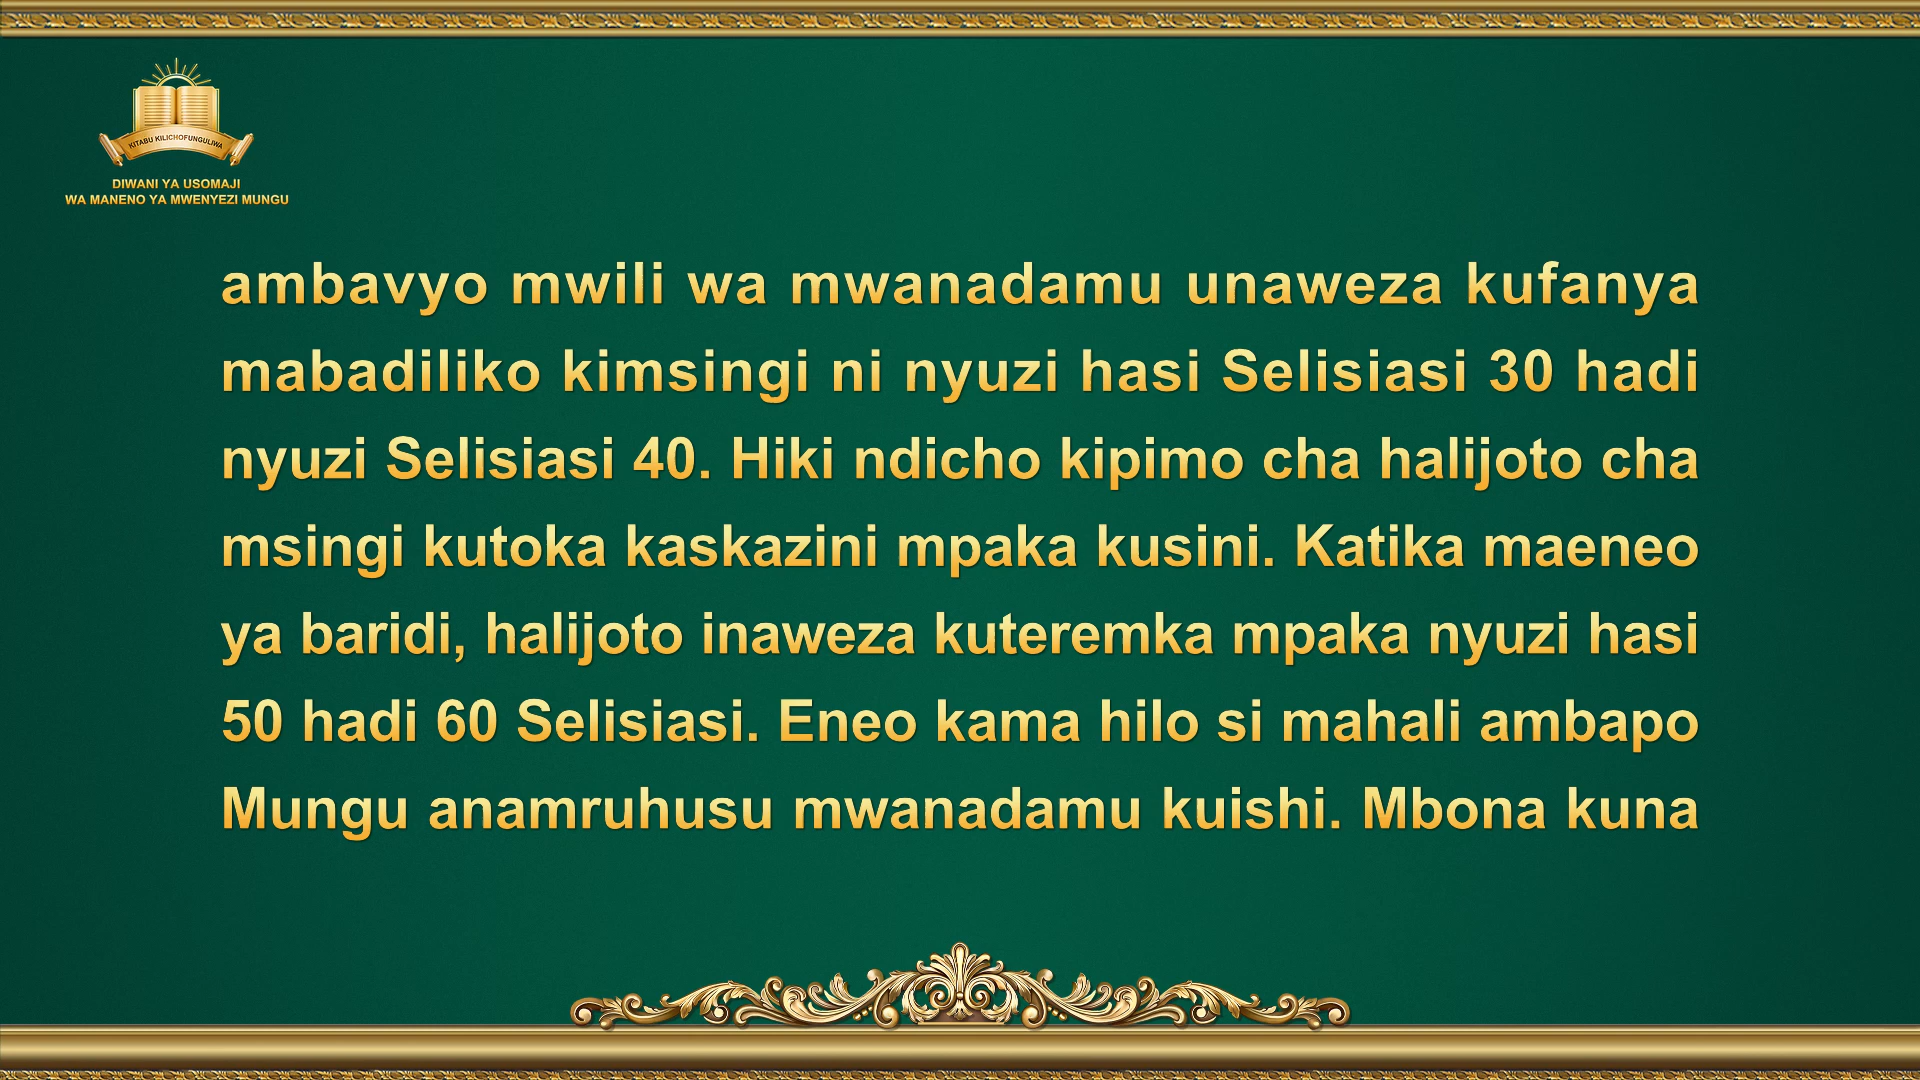 KITABU KILICHOFUNGULIWA
DIWANI YA USOMAJI
WA MANENO YA MWENYEZI MUNGU
ambavyo mwili wa mwanadamu unaweza kufanya
mabadiliko kimsingi ni nyuzi hasi Selisiasi 30 hadi
nyuzi Selisiasi 40. Hiki ndicho kipimo cha halijoto cha
msingi kutoka kaskazini mpaka kusini. Katika maeneo
ya baridi, halijoto inaweza kuteremka mpaka nyuzi hasi
50 hadi 60 Selisiasi. Eneo kama hilo si mahali ambapo
Mungu anamruhusu mwanadamu kuishi. Mbona kuna